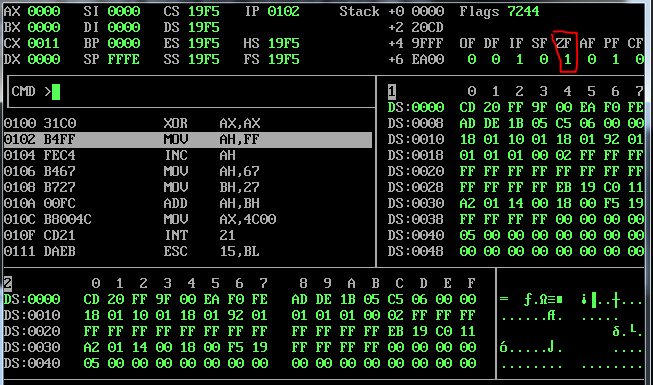 AX 0000 SI 0000 CS 19F5 IP 0102 Stack +0 0000 Flags 7244
BX 0000 DI 0000 DS 19F5 +2 20CD
CX 0011 BP 0000 ES 19F5 HS 19F5 +4 9FFF OF DF IF SF ZF AF PF CF
DX 0000 SP FFFE SS 19F5 FS 19F5 +6 EA00 0 0 1 0 1 0 1 0
CMD >
1 0 1 2 3 4 5 6 7
DS:0000 CD 20 FF 9F 00 EA F0 FE
DS:0008 AD DE 1B 05 C5 06 00 00
DS:0010 18 01 10 01 18 01 92 01
DS:0018 01 01 01 00 02 FF FF FF
DS:0020 FF FF FF FF FF FF FF FF
DS:0028 FF FF FF FF EB 19 C0 11
DS:0030 A2 01 14 00 18 00 F5 19
DS:0038 FF FF FF FF 00 00 00 00
DS:0040 05 00 00 00 00 00 00 00
DS:0048 00 00 00 00 00 00 00 00
0100 31C0 XOR AX,AX
0102 B4FF MOV AH,FF
0104 FEC4 INC AH
0106 B467 MOV AH,67
0108 B727 MOV BH,27
010A 00FC ADD AH,BH
010C B8004C MOV AX,4C00
010F CD21 INT 21
0111 DAEB ESC 15,BL
2 0 1 2 3 4 5 6 7 8 9 A B C D E F
DS:0000 CD 20 FF 9F 00 EA F0 FE AD DE 1B 05 C5 06 00 00
DS:0010 18 01 10 01 18 01 92 01 01 01 01 00 02 FF FF FF
DS:0020 FF FF FF FF FF FF FF FF FF FF FF FF EB 19 C0 11
DS:0030 A2 01 14 00 18 00 F5 19 FF FF FF FF 00 00 00 00
DS:0040 05 00 00 00 00 00 00 00 00 00 00 00 00 00 00 00